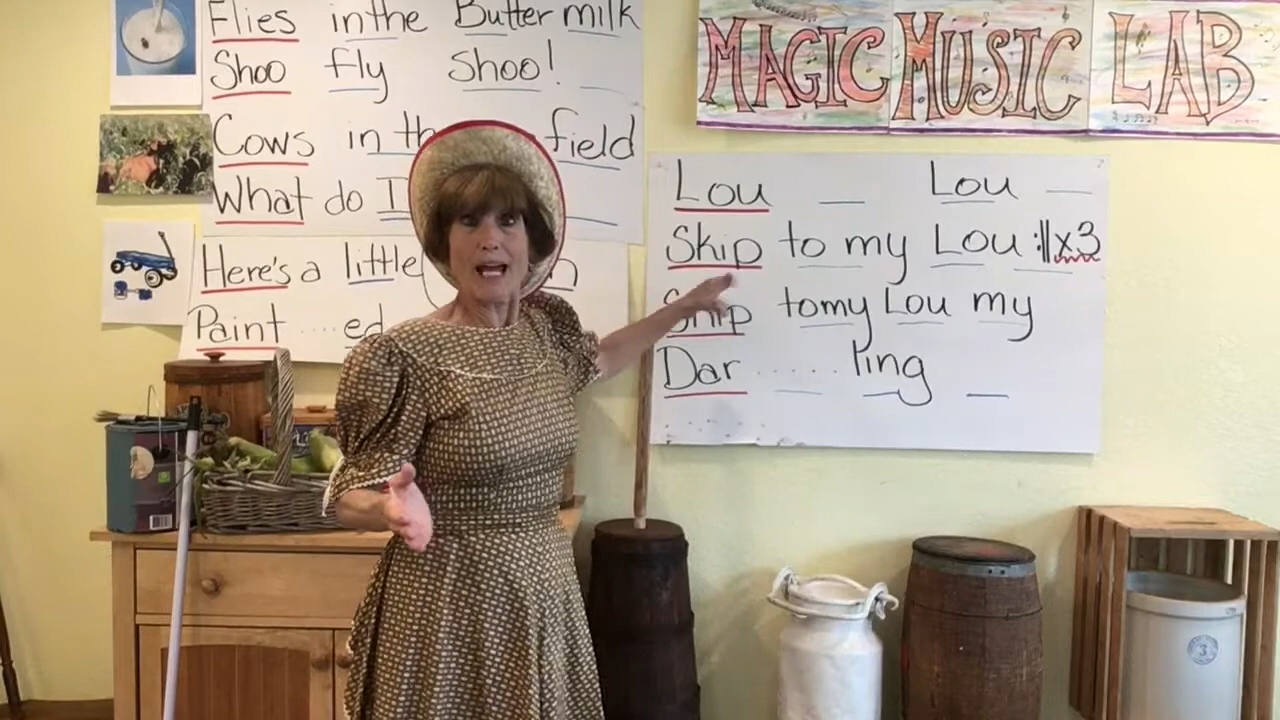 Flies in the Butter milk
Shoo fly shoo!
Cows in th field
What do I
Here's a little
Paint ....ed
MAGIC MUSIC LAB
Lou Lou
Skip to my Lou :||x3
Skip tomy Lou my
Dar ..... ling
3